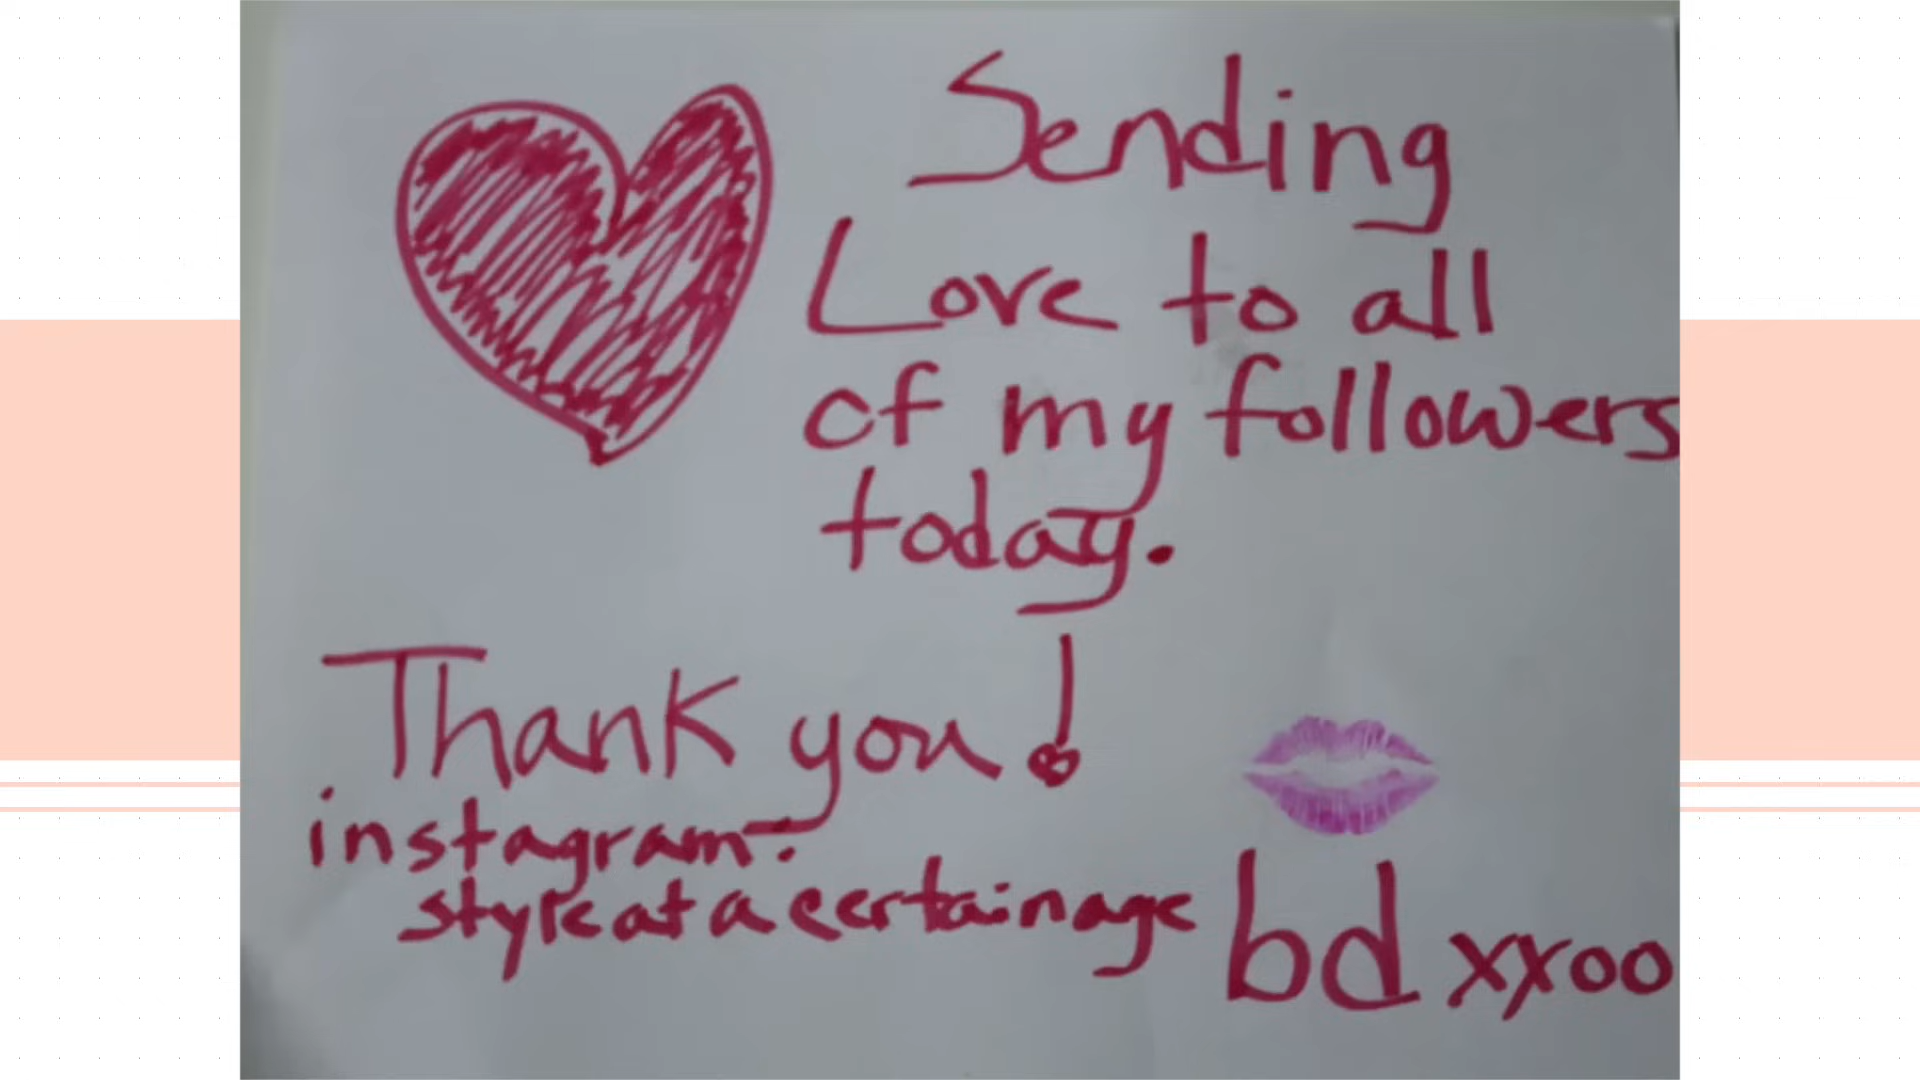 Sending
Love to all
of my followers
today.
Thank you!
instagram:
styleatacertainage
bd xxoo